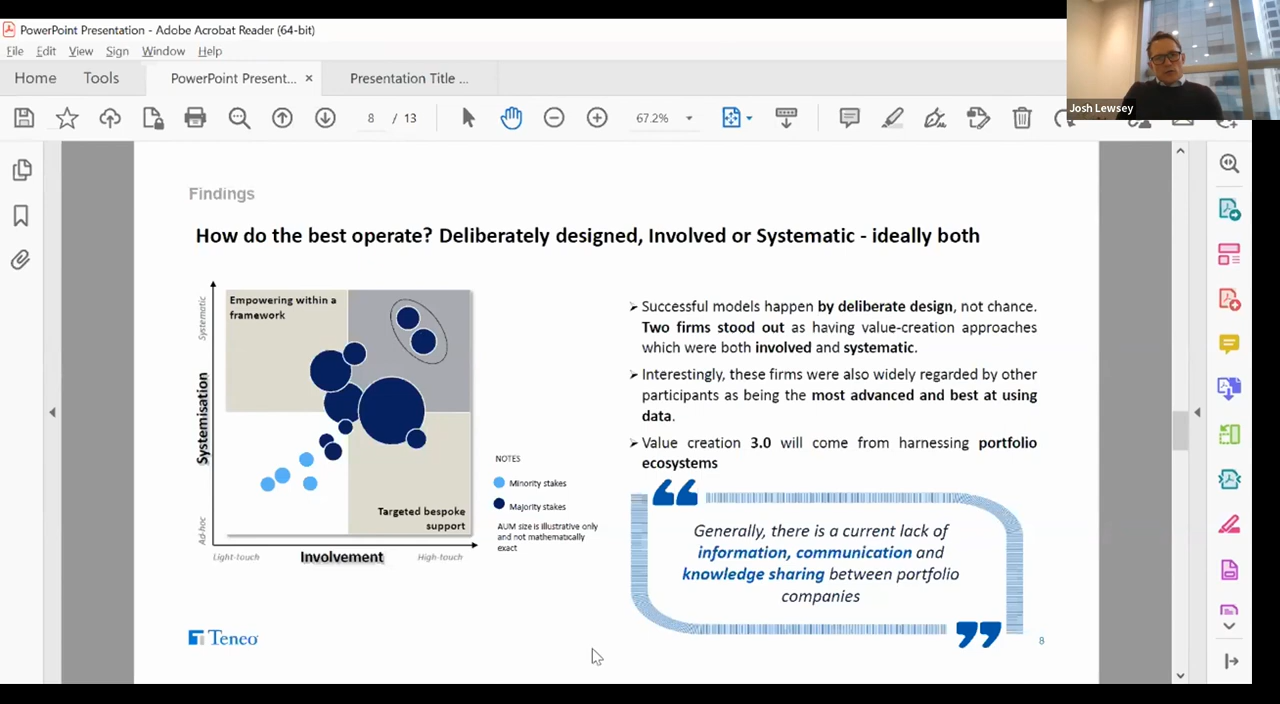 PowerPoint Presentation - Adobe Acrobat Reader (64-bit)
File Edit View Sign Window Help
Home Tools PowerPoint Present... × Presentation Title ...
8 / 13 67.2%
Josh Lewsey
Findings
How do the best operate? Deliberately designed, Involved or Systematic - ideally both
Systematic
Systemisation
Ad-hoc
Empowering within a
framework
Targeted bespoke
support
Light-touch Involvement High-touch
NOTES
Minority stakes
Majority stakes
AUM size is illustrative only
and not mathematically
exact
Successful models happen by deliberate design, not chance.
Two firms stood out as having value-creation approaches
which were both involved and systematic.
Interestingly, these firms were also widely regarded by other
participants as being the most advanced and best at using
data.
Value creation 3.0 will come from harnessing portfolio
ecosystems
“
Generally, there is a current lack of
information, communication and
knowledge sharing between portfolio
companies
”
Teneo
8